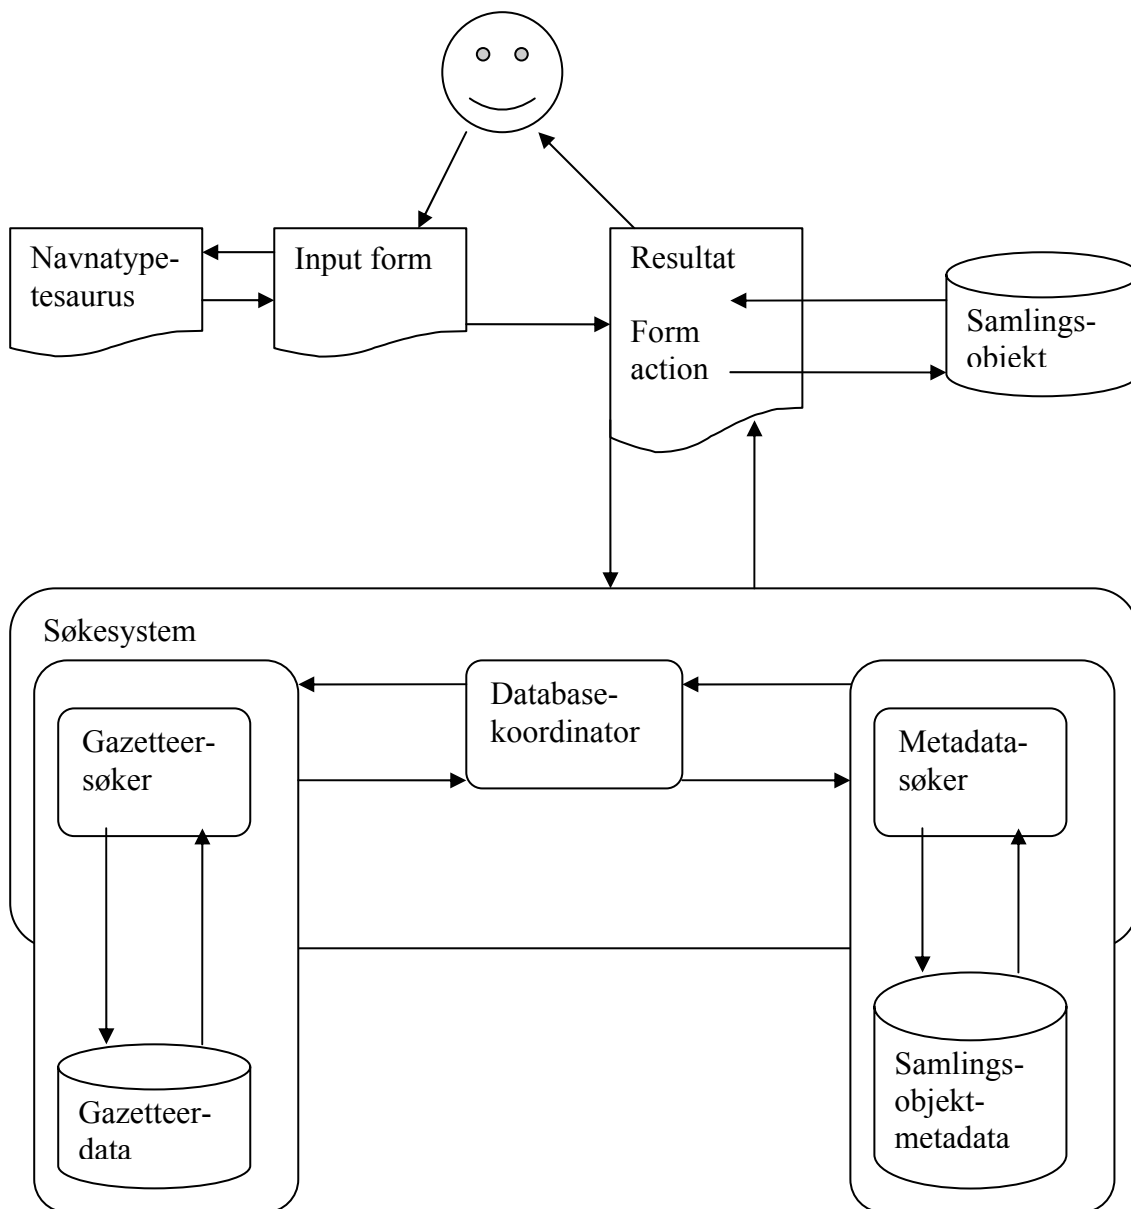 Navnatype-
tesaurus
Input form
Resultat
Form
action
Samlings-
objekt
Søkesystem
Gazetteer-
søker
Database-
koordinator
Metadata-
søker
Gazetteer-
data
Samlings-
objekt-
metadata